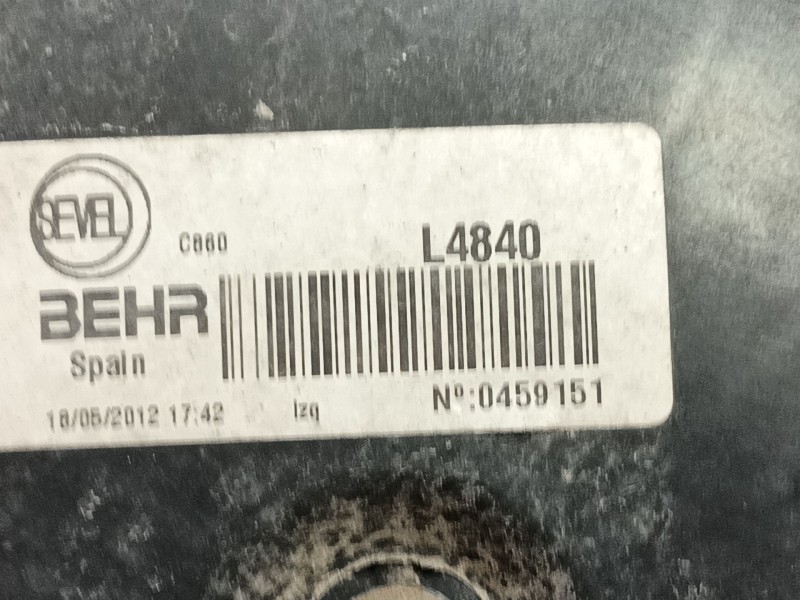 SEVEL
C860
L4840
BEHR
Spain
18/05/2012 17:42
Izq
Nº:0459151